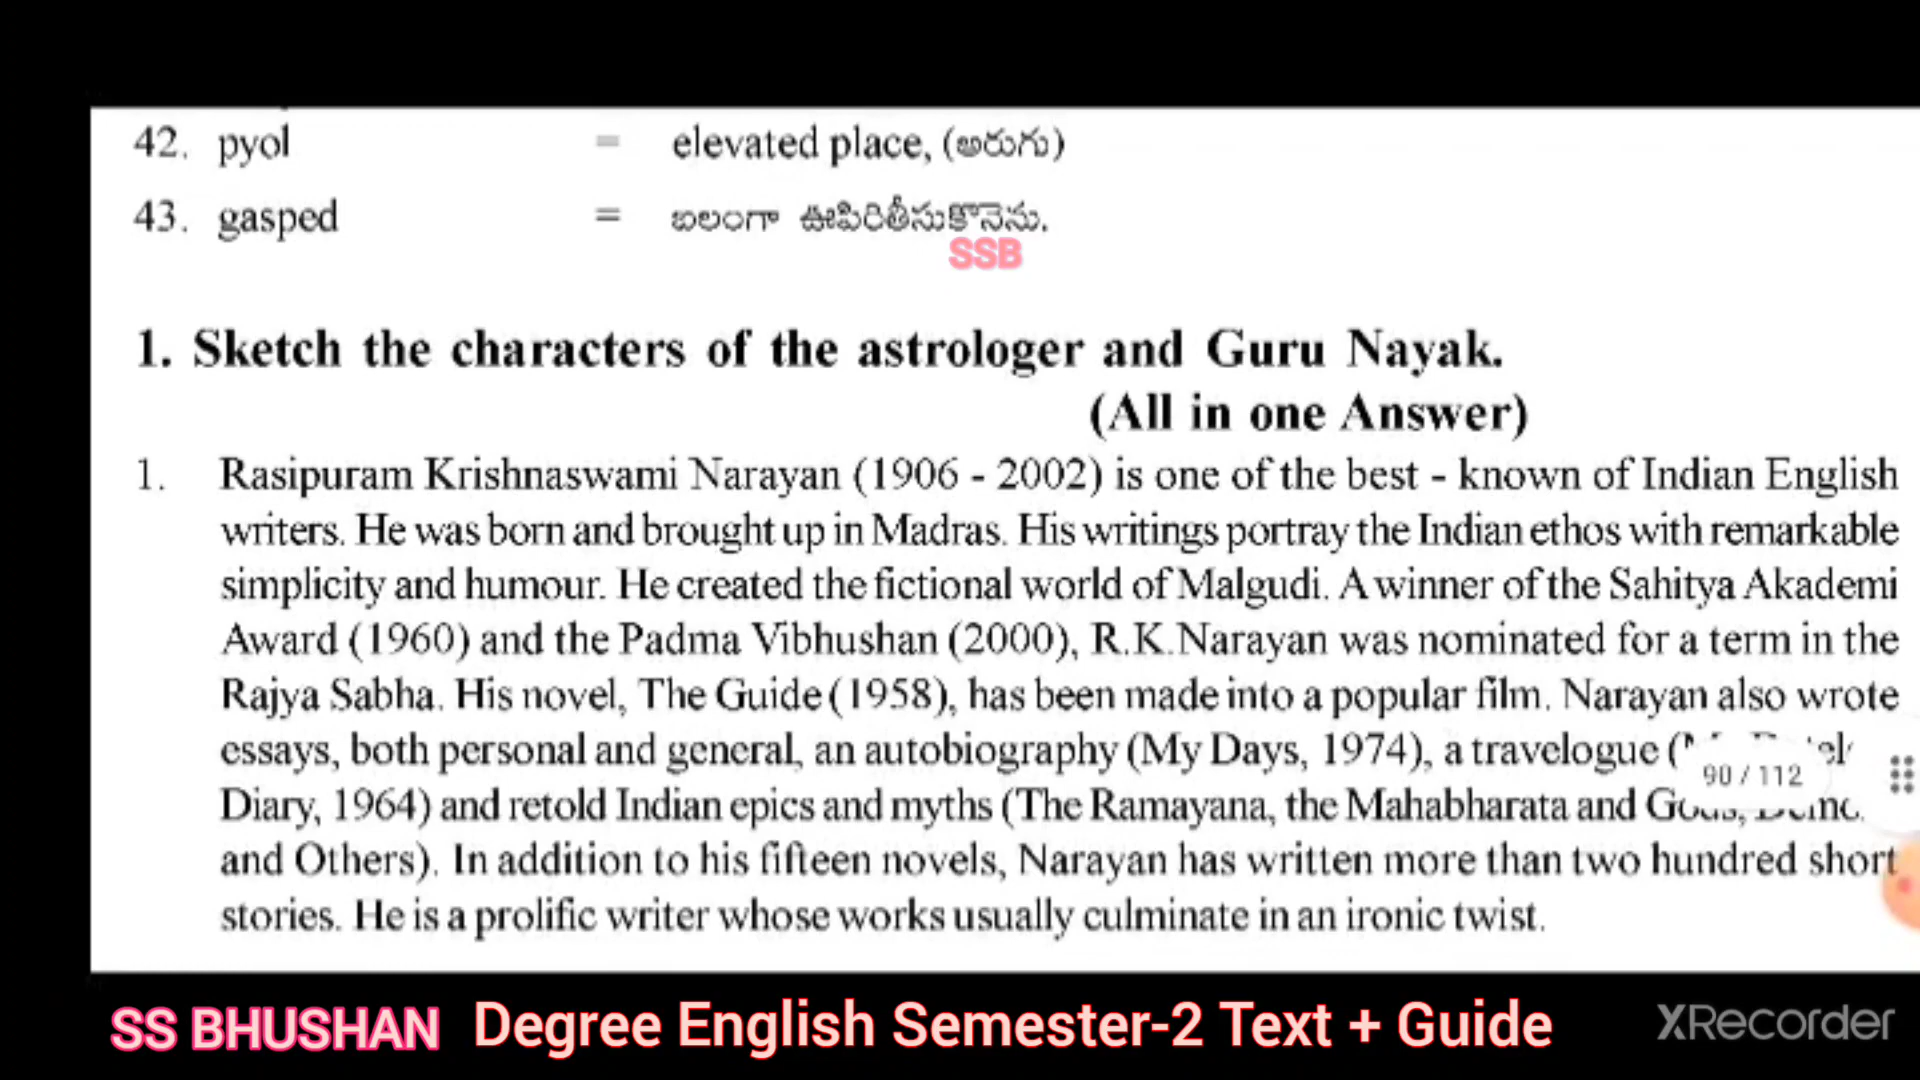 42. pyol = elevated place, (అరుగు)
43. gasped = బలంగా ఊపిరితీసుకొనెను.
SSB
1. Sketch the characters of the astrologer and Guru Nayak.
(All in one Answer)
1. Rasipuram Krishnaswami Narayan (1906 - 2002) is one of the best - known of Indian English
writers. He was born and brought up in Madras. His writings portray the Indian ethos with remarkable
simplicity and humour. He created the fictional world of Malgudi. A winner of the Sahitya Akademi
Award (1960) and the Padma Vibhushan (2000), R.K.Narayan was nominated for a term in the
Rajya Sabha. His novel, The Guide (1958), has been made into a popular film. Narayan also wrote
essays, both personal and general, an autobiography (My Days, 1974), a travelogue (
90 / 112
Diary, 1964) and retold Indian epics and myths (The Ramayana, the Mahabharata and
and Others). In addition to his fifteen novels, Narayan has written more than two hundred short
stories. He is a prolific writer whose works usually culminate in an ironic twist.
SS BHUSHAN Degree English Semester-2 Text + Guide
XRecorder